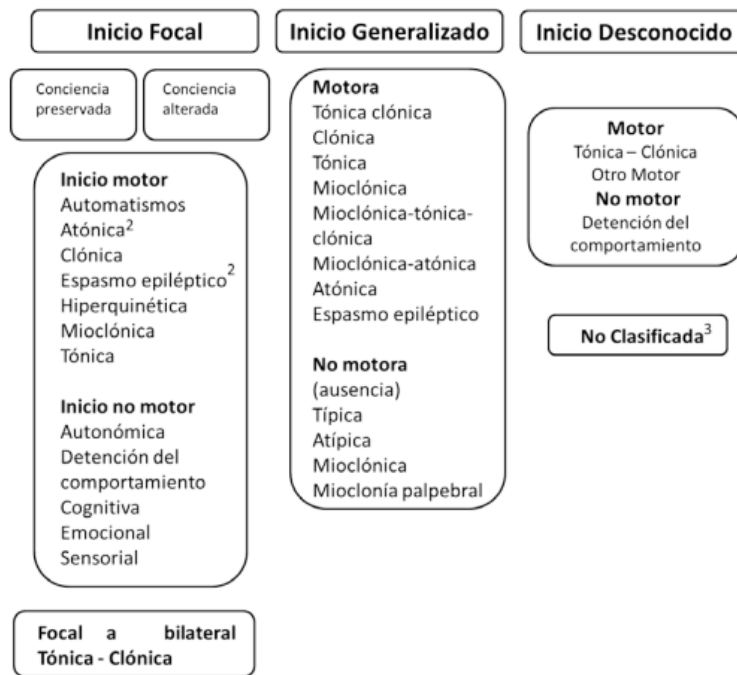 Inicio Focal
Conciencia
preservada
Conciencia
alterada
Inicio motor
Automatismos
Atónica²
Clónica
Espasmo epiléptico²
Hiperquinética
Mioclónica
Tónica
Inicio no motor
Autonómica
Detención del
comportamiento
Cognitiva
Emocional
Sensorial
Focal a bilateral
Tónica - Clónica
Inicio Generalizado
Motora
Tónica clónica
Clónica
Tónica
Mioclónica
Mioclónica-tónica-
clónica
Mioclónica-atónica
Atónica
Espasmo epiléptico
No motora
(ausencia)
Típica
Atípica
Mioclónica
Mioclonía palpebral
Inicio Desconocido
Motor
Tónica – Clónica
Otro Motor
No motor
Detención del
comportamiento
No Clasificada³